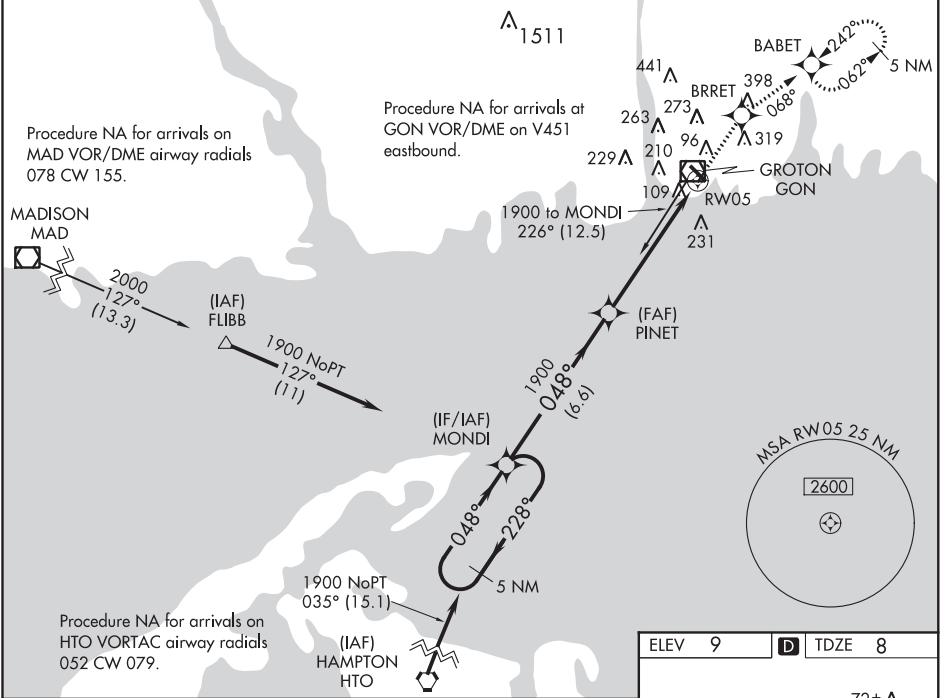 1511
BABET
242°
062°
5 NM
441
BRRET
398
068°
263
273
96
319
229
210
109
GROTON
GON
RW05
231
Procedure NA for arrivals at
GON VOR/DME on V451
eastbound.
Procedure NA for arrivals on
MAD VOR/DME airway radials
078 CW 155.
1900 to MONDI
226° (12.5)
MADISON
MAD
2000
127°
(13.3)
(IAF)
FLIBB
1900 NoPT
127°
(11)
(FAF)
PINET
1900
048°
(6.6)
(IF/IAF)
MONDI
048°
228°
5 NM
MSA RW05 25 NM
2600
1900 NoPT
035° (15.1)
Procedure NA for arrivals on
HTO VORTAC airway radials
052 CW 079.
(IAF)
HAMPTON
HTO
ELEV 9 D TDZE 8